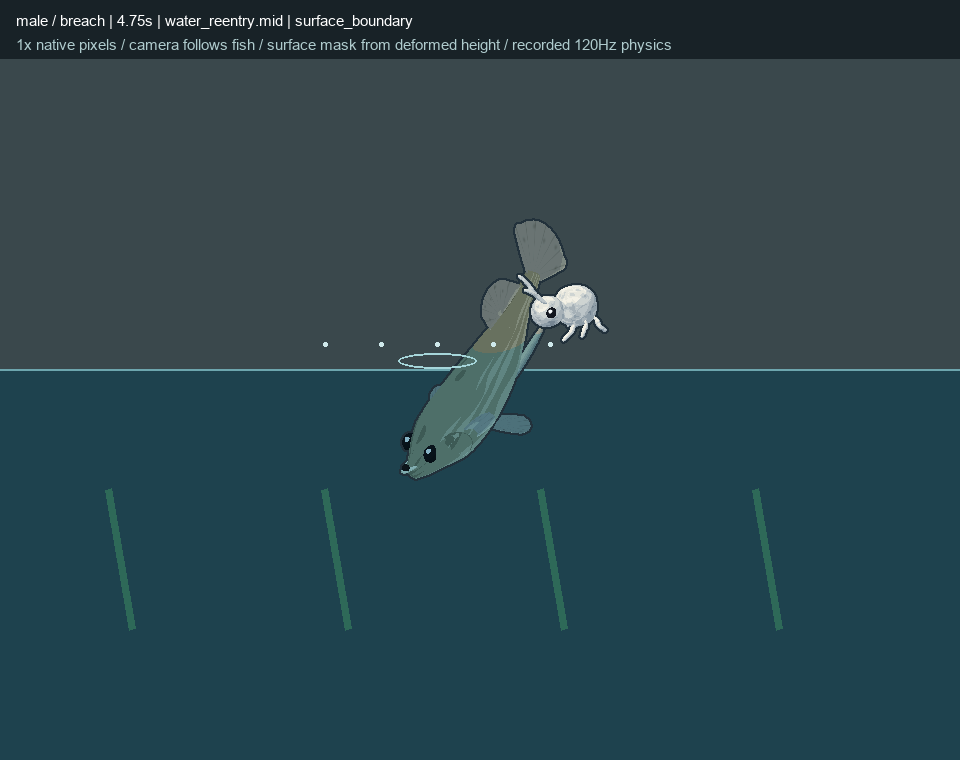 male / breach | 4.75s | water_reentry.mid | surface_boundary
1x native pixels / camera follows fish / surface mask from deformed height / recorded 120Hz physics